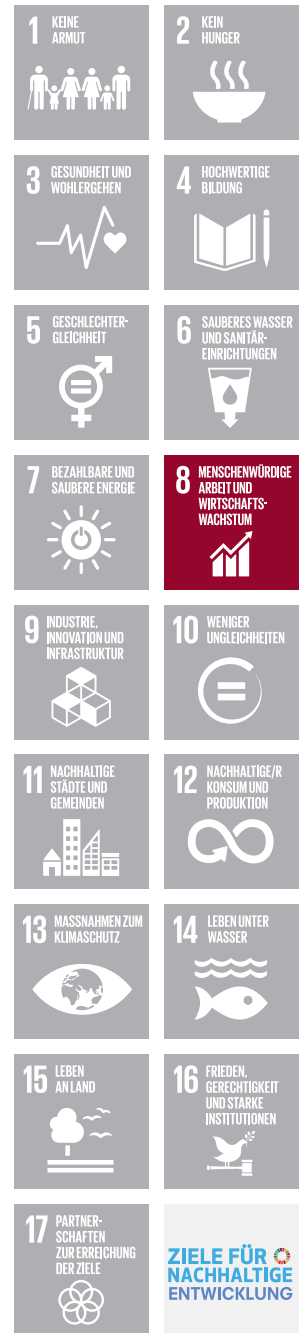 1 KEINE
ARMUT
2 KEIN
HUNGER
3 GESUNDHEIT UND
WOHLERGEHEN
4 HOCHWERTIGE
BILDUNG
5 GESCHLECHTER-
GLEICHHEIT
6 SAUBERES WASSER
UND SANITÄR-
EINRICHTUNGEN
7 BEZAHLBARE UND
SAUBERE ENERGIE
8 MENSCHENWÜRDIGE
ARBEIT UND
WIRTSCHAFTS-
WACHSTUM
9 INDUSTRIE,
INNOVATION UND
INFRASTRUKTUR
10 WENIGER
UNGLEICHHEITEN
11 NACHHALTIGE
STÄDTE UND
GEMEINDEN
12 NACHHALTIGE/R
KONSUM UND
PRODUKTION
13 MASSNAHMEN ZUM
KLIMASCHUTZ
14 LEBEN UNTER
WASSER
15 LEBEN
AN LAND
16 FRIEDEN,
GERECHTIGKEIT
UND STARKE
INSTITUTIONEN
17 PARTNER-
SCHAFTEN
ZUR ERREICHUNG
DER ZIELE
ZIELE FÜR
NACHHALTIGE
ENTWICKLUNG